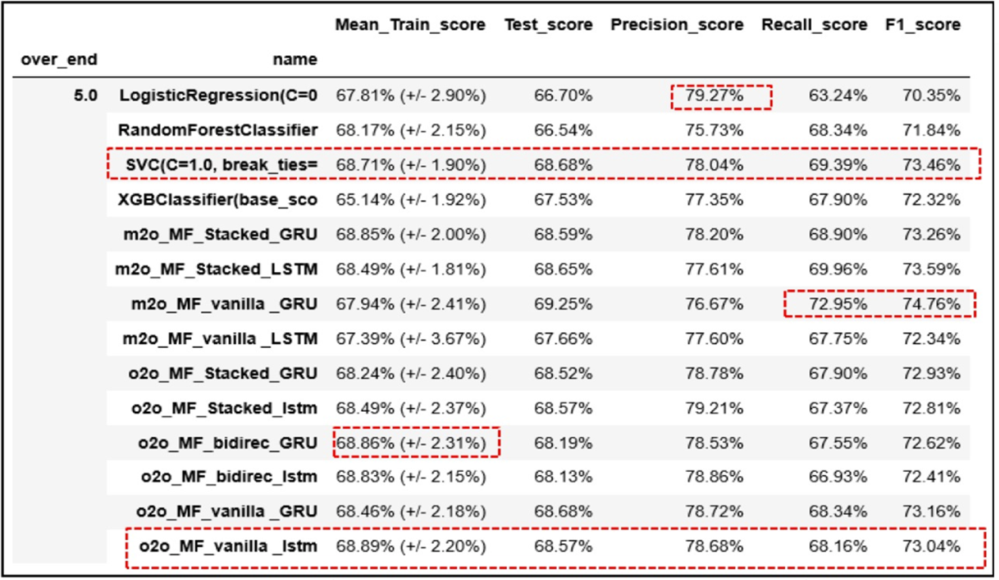 Mean_Train_score Test_score Precision_score Recall_score F1_score
over_end name
5.0 LogisticRegression(C=0 67.81% (+/- 2.90%) 66.70% 79.27% 63.24% 70.35%
RandomForestClassifier 68.17% (+/- 2.15%) 66.54% 75.73% 68.34% 71.84%
SVC(C=1.0, break_ties= 68.71% (+/- 1.90%) 68.68% 78.04% 69.39% 73.46%
XGBClassifier(base_sco 65.14% (+/- 1.92%) 67.53% 77.35% 67.90% 72.32%
m2o_MF_Stacked_GRU 68.85% (+/- 2.00%) 68.59% 78.20% 68.90% 73.26%
m2o_MF_Stacked_LSTM 68.49% (+/- 1.81%) 68.65% 77.61% 69.96% 73.59%
m2o_MF_vanilla _GRU 67.94% (+/- 2.41%) 69.25% 76.67% 72.95% 74.76%
m2o_MF_vanilla _LSTM 67.39% (+/- 3.67%) 67.66% 77.60% 67.75% 72.34%
o2o_MF_Stacked_GRU 68.24% (+/- 2.40%) 68.52% 78.78% 67.90% 72.93%
o2o_MF_Stacked_lstm 68.49% (+/- 2.37%) 68.57% 79.21% 67.37% 72.81%
o2o_MF_bidirec_GRU 68.86% (+/- 2.31%) 68.19% 78.53% 67.55% 72.62%
o2o_MF_bidirec_lstm 68.83% (+/- 2.15%) 68.13% 78.86% 66.93% 72.41%
o2o_MF_vanilla _GRU 68.46% (+/- 2.18%) 68.68% 78.72% 68.34% 73.16%
o2o_MF_vanilla _lstm 68.89% (+/- 2.20%) 68.57% 78.68% 68.16% 73.04%